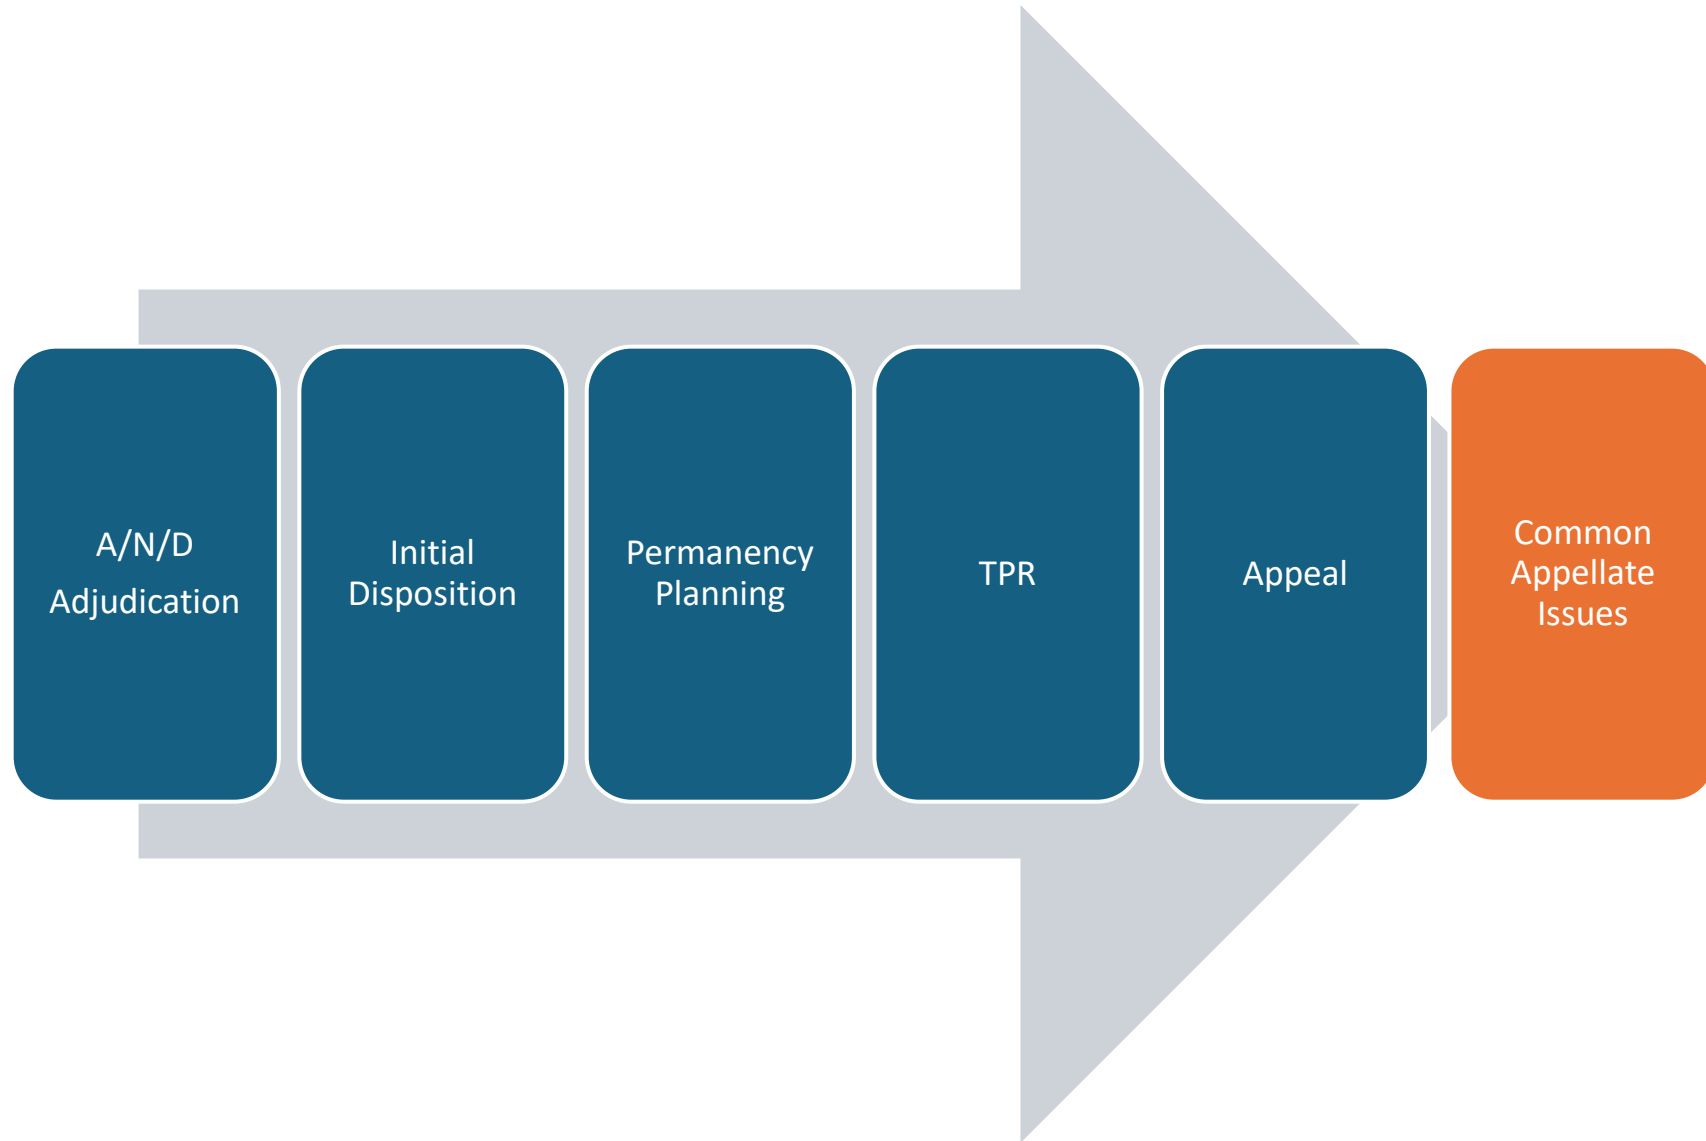 A/N/D
Adjudication
Initial
Disposition
Permanency
Planning
TPR
Appeal
Common
Appellate
Issues